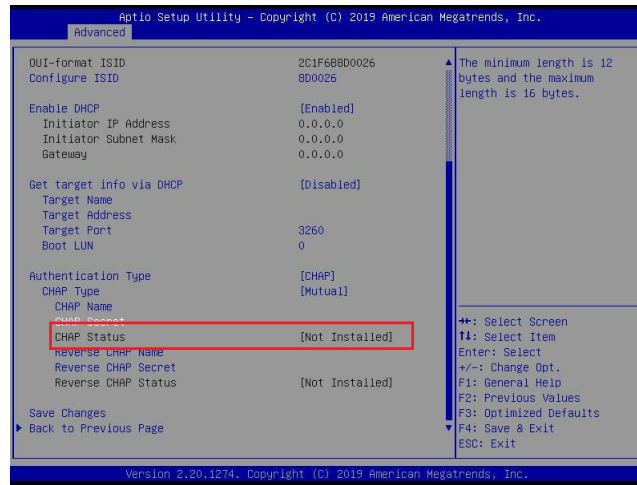 Aptio Setup Utility – Copyright (C) 2019 American Megatrends, Inc.
Advanced
OUI-format ISID 2C1F6B8D0026
Configure ISID 8D0026
Enable DHCP [Enabled]
Initiator IP Address 0.0.0.0
Initiator Subnet Mask 0.0.0.0
Gateway 0.0.0.0
Get target info via DHCP [Disabled]
Target Name
Target Address
Target Port 3260
Boot LUN 0
Authentication Type [CHAP]
CHAP Type [Mutual]
CHAP Name
CHAP Secret
CHAP Status [Not Installed]
Reverse CHAP Name
Reverse CHAP Secret
Reverse CHAP Status [Not Installed]
Save Changes
Back to Previous Page
The minimum length is 12
bytes and the maximum
length is 16 bytes.
→←: Select Screen
↑↓: Select Item
Enter: Select
+/-: Change Opt.
F1: General Help
F2: Previous Values
F3: Optimized Defaults
F4: Save & Exit
ESC: Exit
Version 2.20.1274. Copyright (C) 2019 American Megatrends, Inc.